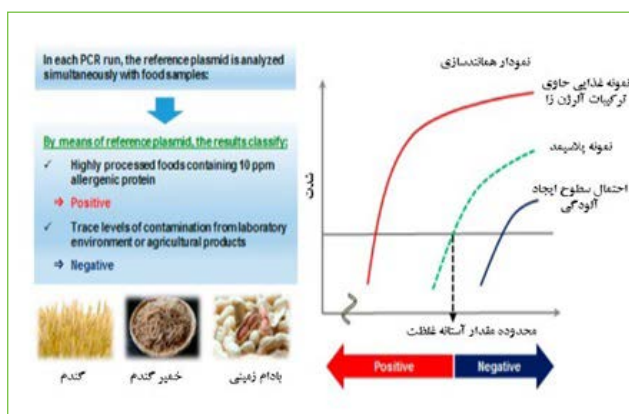 In each PCR run, the reference plasmid is analyzed
simultaneously with food samples:
By means of reference plasmid, the results classify:
✓ Highly processed foods containing 10 ppm
allergenic protein
⇒ Positive
✓ Trace levels of contamination from laboratory
environment or agricultural products
⇒ Negative
گندم
خمیر گندم
بادام زمینی
نمودار همانندسازی
نمونه غذایی حاوی
ترکیبات آلرژن زا
نمونه پلاسمید
احتمال سطوح ایجاد
آلودگی
شدت
محدوده مقدار آستانه غلظت
Positive
Negative